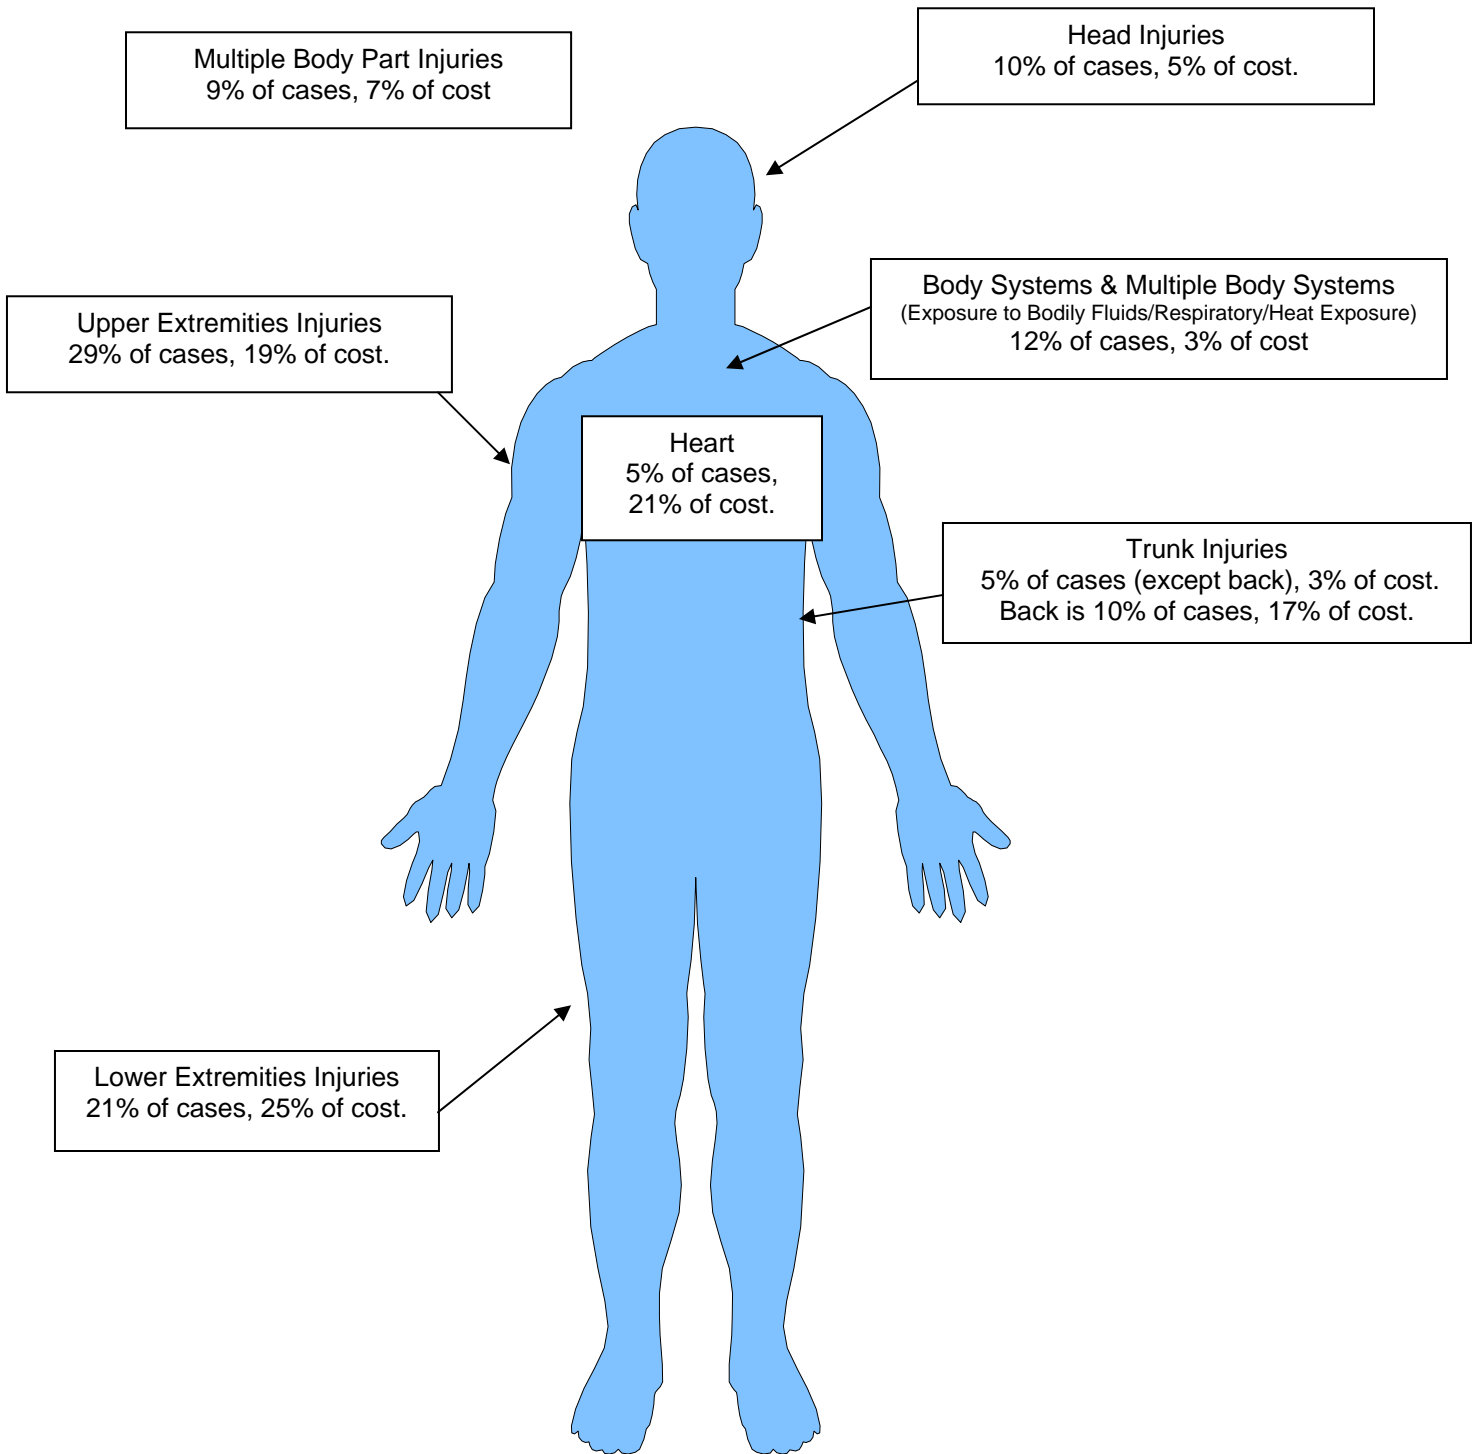 Multiple Body Part Injuries
9% of cases, 7% of cost
Head Injuries
10% of cases, 5% of cost.
Body Systems & Multiple Body Systems
(Exposure to Bodily Fluids/Respiratory/Heat Exposure)
12% of cases, 3% of cost
Upper Extremities Injuries
29% of cases, 19% of cost.
Heart
5% of cases,
21% of cost.
Trunk Injuries
5% of cases (except back), 3% of cost.
Back is 10% of cases, 17% of cost.
Lower Extremities Injuries
21% of cases, 25% of cost.